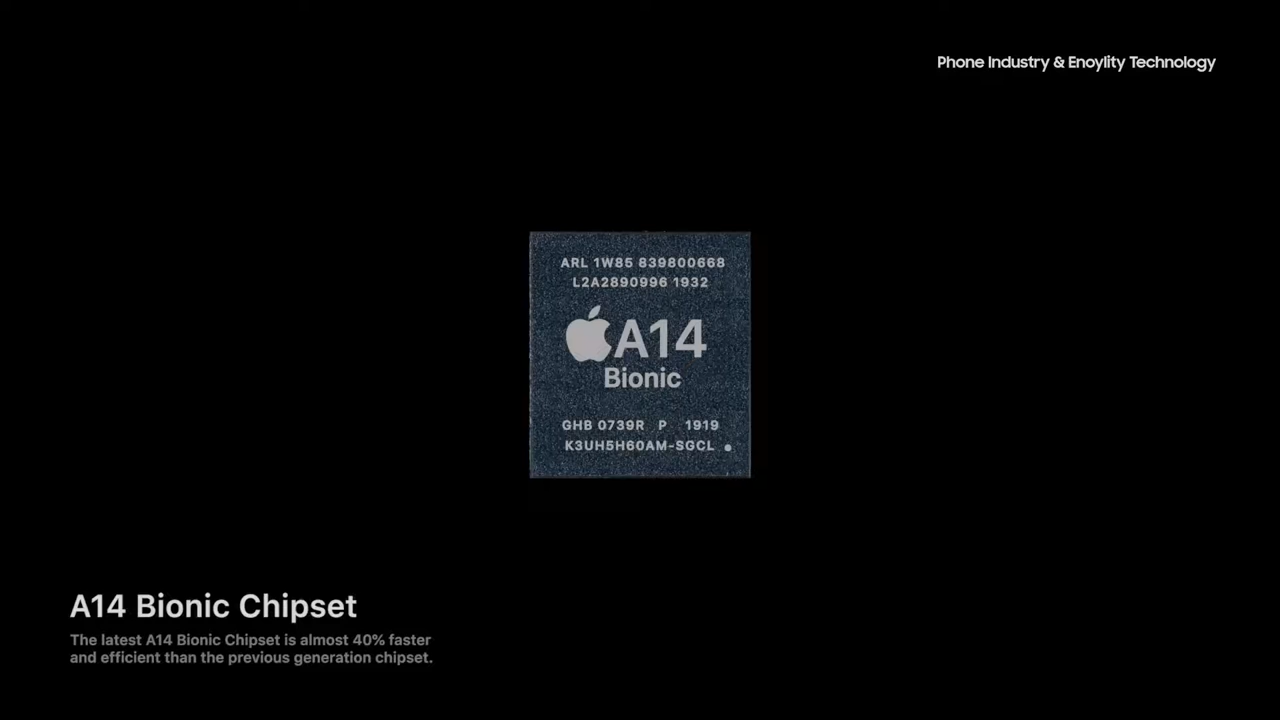 Phone Industry & Enoylity Technology
ARL 1W85 839800668
L2A2890996 1932
A14
Bionic
GHB 0739R P 1919
K3UH5H60AM-SGCL
A14 Bionic Chipset
The latest A14 Bionic Chipset is almost 40% faster
and efficient than the previous generation chipset.